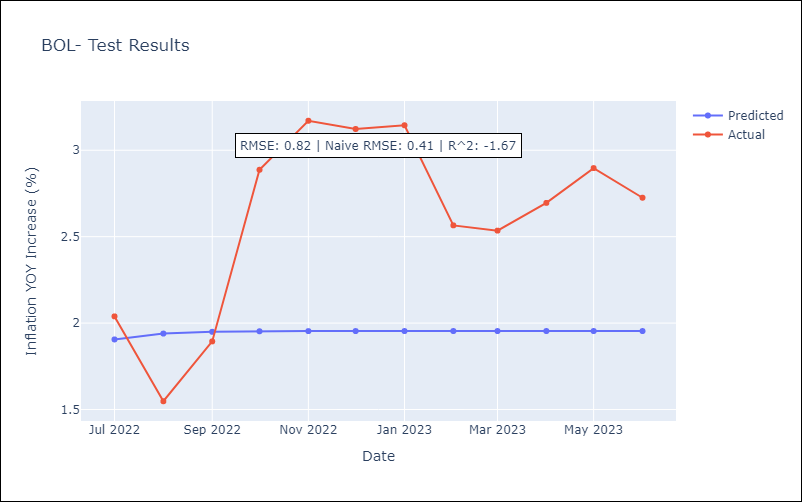 BOL- Test Results
Predicted
Actual
RMSE: 0.82 | Naive RMSE: 0.41 | R^2: -1.67
Inflation YOY Increase (%)
3
2.5
2
1.5
Jul 2022
Sep 2022
Nov 2022
Jan 2023
Mar 2023
May 2023
Date